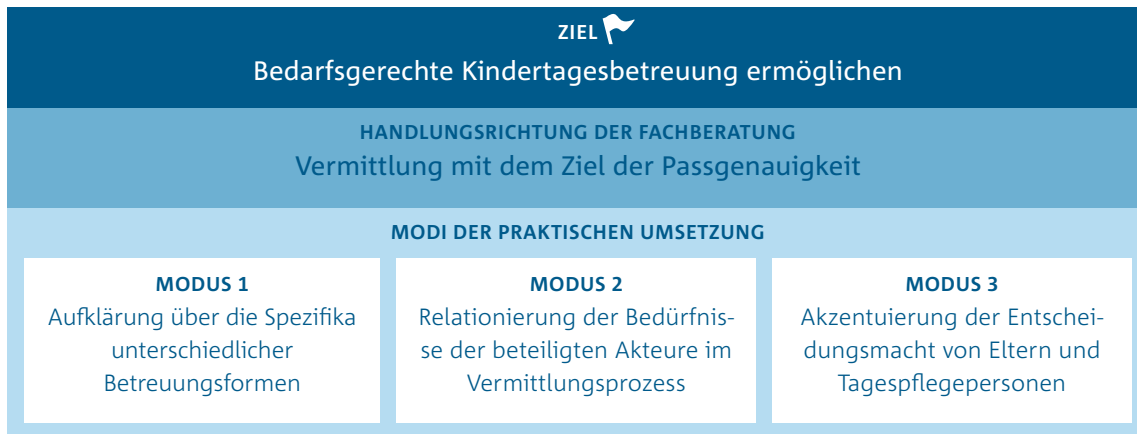 ZIEL
Bedarfsgerechte Kindertagesbetreuung ermöglichen
HANDLUNGSRICHTUNG DER FACHBERATUNG
Vermittlung mit dem Ziel der Passgenauigkeit
MODI DER PRAKTISCHEN UMSETZUNG
MODUS 1
Aufklärung über die Spezifika
unterschiedlicher
Betreuungsformen
MODUS 2
Relationierung der Bedürfnis-
se der beteiligten Akteure im
Vermittlungsprozess
MODUS 3
Akzentuierung der Entschei-
dungsmacht von Eltern und
Tagespflegepersonen